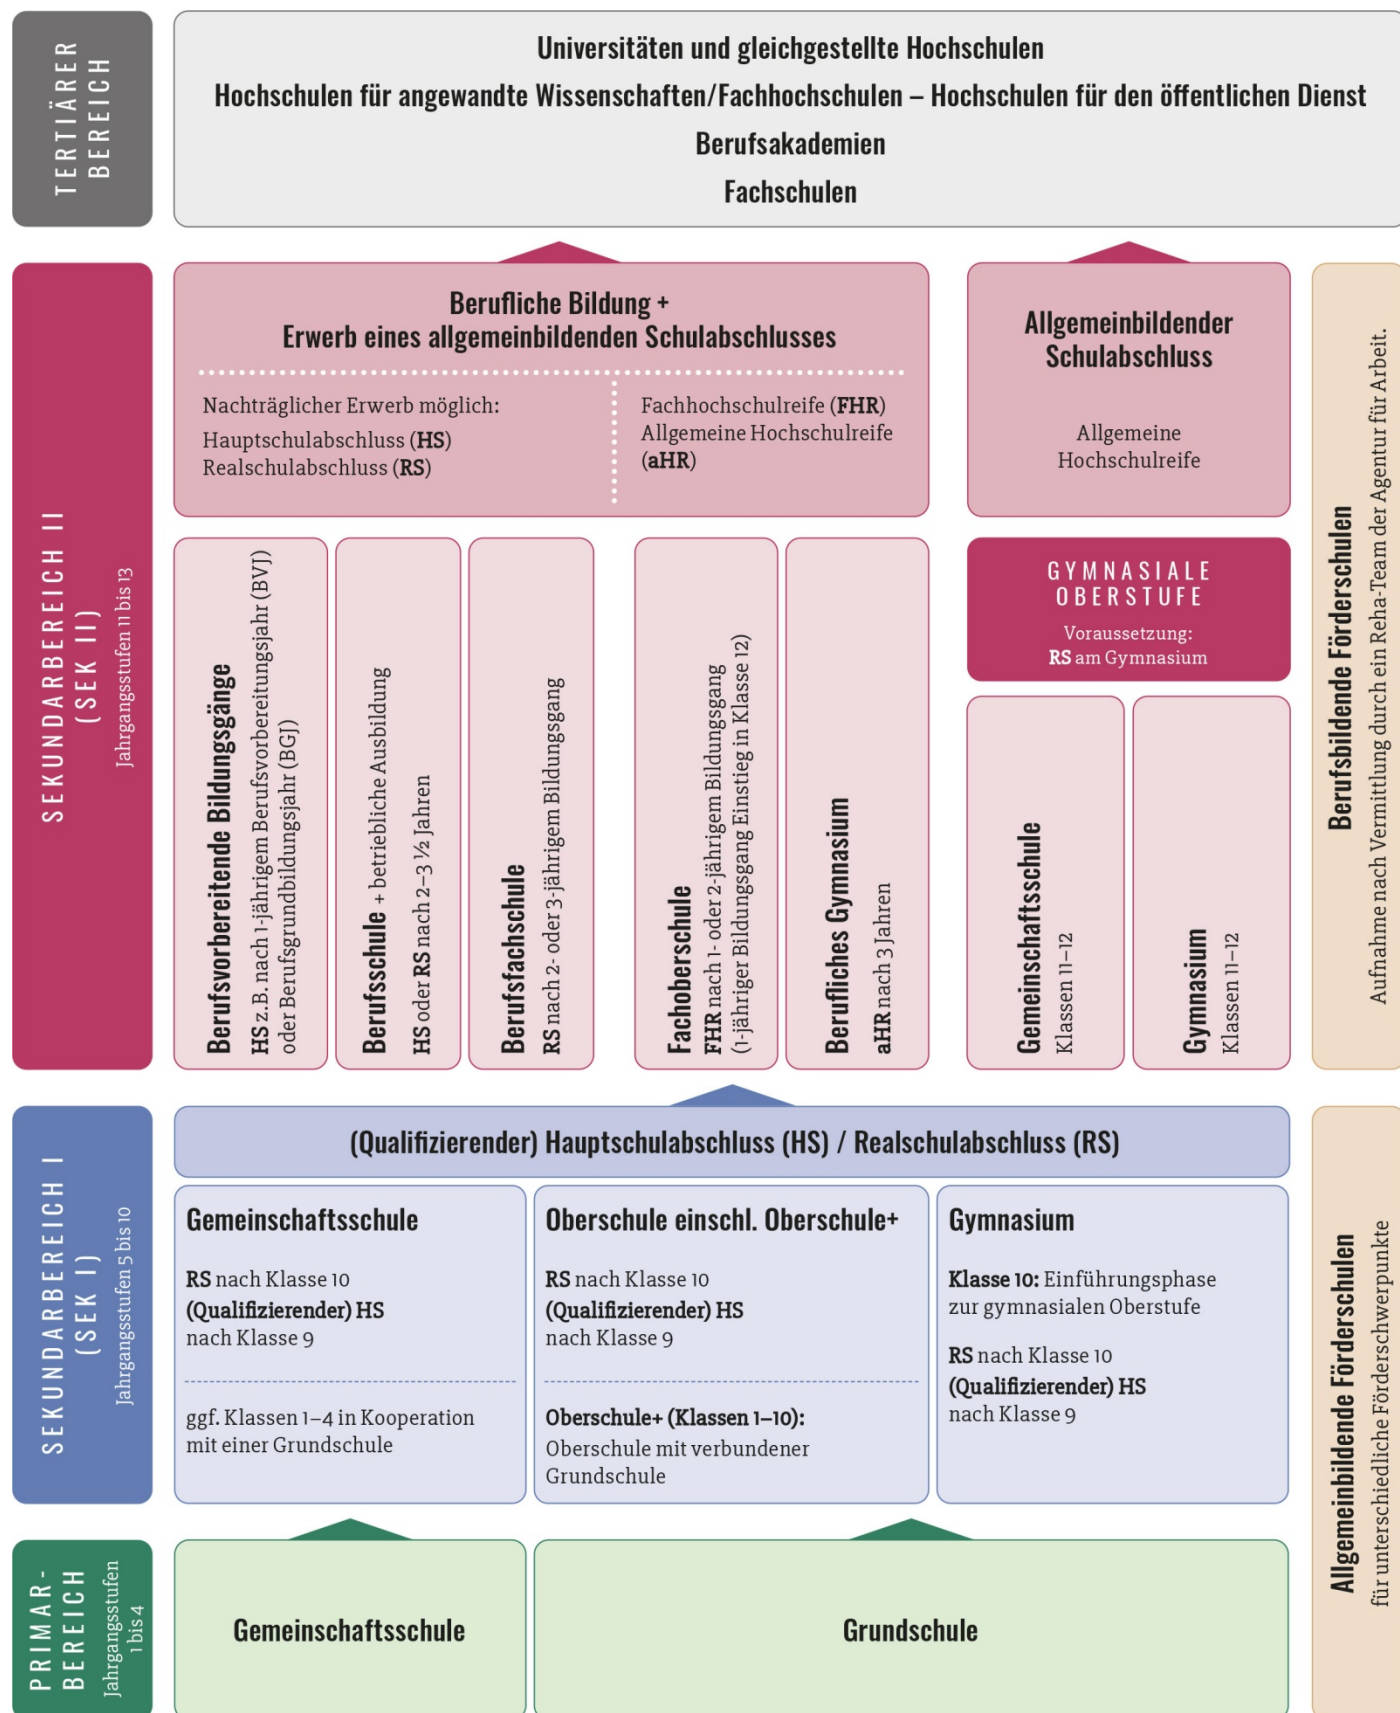 TERTIÄRER
BEREICH
Universitäten und gleichgestellte Hochschulen
Hochschulen für angewandte Wissenschaften/Fachhochschulen – Hochschulen für den öffentlichen Dienst
Berufsakademien
Fachschulen
SEKUNDARBEREICH II
(SEK II)
Jahrgangsstufen 11 bis 13
Berufliche Bildung +
Erwerb eines allgemeinbildenden Schulabschlusses
Nachträglicher Erwerb möglich:
Hauptschulabschluss (HS)
Realschulabschluss (RS)
Fachhochschulreife (FHR)
Allgemeine Hochschulreife
(aHR)
Allgemeinbildender
Schulabschluss
Allgemeine
Hochschulreife
Berufsvorbereitende Bildungsgänge
HS z.B. nach 1-jährigem Berufsvorbereitungsjahr (BVJ)
oder Berufsgrundbildungsjahr (BGJ)
Berufsschule + betriebliche Ausbildung
HS oder RS nach 2–3 ½ Jahren
Berufsfachschule
RS nach 2- oder 3-jährigem Bildungsgang
Fachoberschule
FHR nach 1- oder 2-jährigem Bildungsgang
(1-jähriger Bildungsgang Einstieg in Klasse 12)
Berufliches Gymnasium
aHR nach 3 Jahren
GYMNASIALE
OBERSTUFE
Voraussetzung:
RS am Gymnasium
Gemeinschaftsschule
Klassen 11–12
Gymnasium
Klassen 11–12
Berufsbildende Förderschulen
Aufnahme nach Vermittlung durch ein Reha-Team der Agentur für Arbeit.
SEKUNDARBEREICH I
(SEK I)
Jahrgangsstufen 5 bis 10
(Qualifizierender) Hauptschulabschluss (HS) / Realschulabschluss (RS)
Gemeinschaftsschule
RS nach Klasse 10
(Qualifizierender) HS
nach Klasse 9
ggf. Klassen 1–4 in Kooperation
mit einer Grundschule
Oberschule einschl. Oberschule+
RS nach Klasse 10
(Qualifizierender) HS
nach Klasse 9
Oberschule+ (Klassen 1–10):
Oberschule mit verbundener
Grundschule
Gymnasium
Klasse 10: Einführungsphase
zur gymnasialen Oberstufe
RS nach Klasse 10
(Qualifizierender) HS
nach Klasse 9
Allgemeinbildende Förderschulen
für unterschiedliche Förderschwerpunkte
PRIMAR-
BEREICH
Jahrgangsstufen
1 bis 4
Gemeinschaftsschule
Grundschule